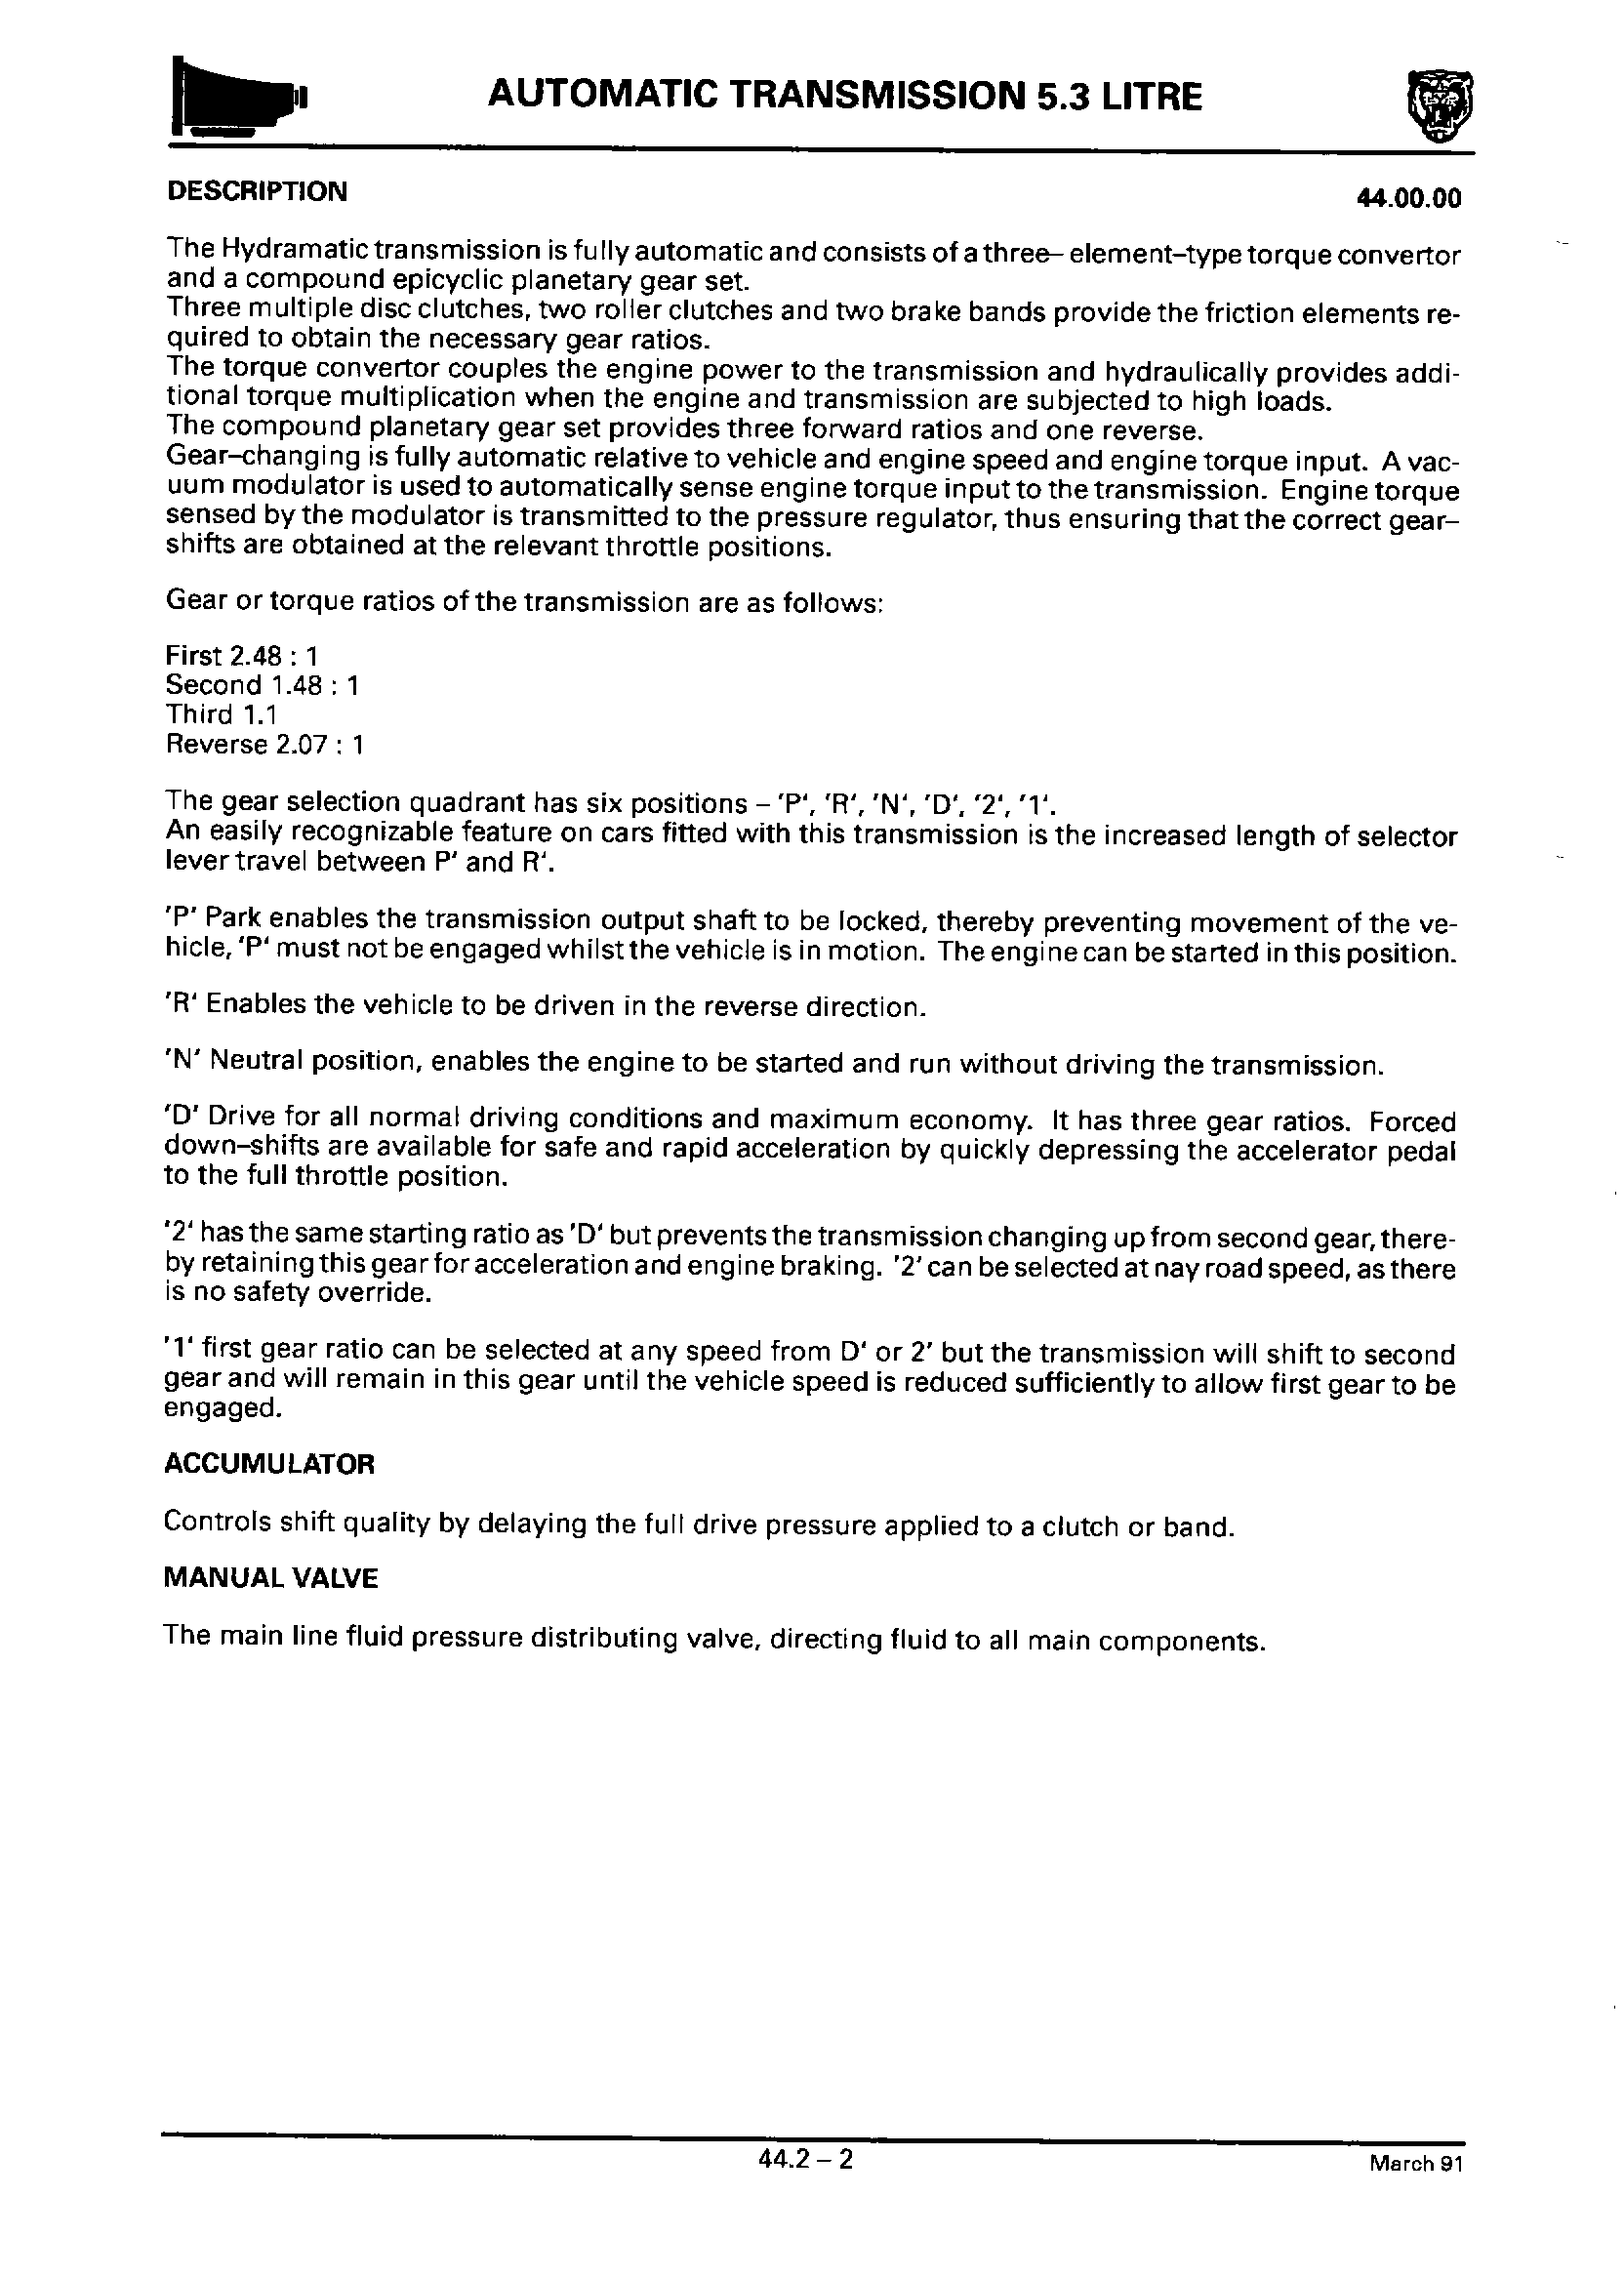 AUTOMATIC TRANSMISSION 5.3 LITRE
DESCRIPTION 44.00.00
The Hydramatic transmission is fully automatic and consists of a three– element–type torque convertor
and a compound epicyclic planetary gear set.
Three multiple disc clutches, two roller clutches and two brake bands provide the friction elements re-
quired to obtain the necessary gear ratios.
The torque convertor couples the engine power to the transmission and hydraulically provides addi-
tional torque multiplication when the engine and transmission are subjected to high loads.
The compound planetary gear set provides three forward ratios and one reverse.
Gear–changing is fully automatic relative to vehicle and engine speed and engine torque input. A vac-
uum modulator is used to automatically sense engine torque input to the transmission. Engine torque
sensed by the modulator is transmitted to the pressure regulator, thus ensuring that the correct gear–
shifts are obtained at the relevant throttle positions.
Gear or torque ratios of the transmission are as follows:
First 2.48 : 1
Second 1.48 : 1
Third 1.1
Reverse 2.07 : 1
The gear selection quadrant has six positions – 'P', 'R', 'N', 'D', '2', '1'.
An easily recognizable feature on cars fitted with this transmission is the increased length of selector
lever travel between P' and R'.
'P' Park enables the transmission output shaft to be locked, thereby preventing movement of the ve-
hicle, 'P' must not be engaged whilst the vehicle is in motion. The engine can be started in this position.
'R' Enables the vehicle to be driven in the reverse direction.
'N' Neutral position, enables the engine to be started and run without driving the transmission.
'D' Drive for all normal driving conditions and maximum economy. It has three gear ratios. Forced
down–shifts are available for safe and rapid acceleration by quickly depressing the accelerator pedal
to the full throttle position.
'2' has the same starting ratio as 'D' but prevents the transmission changing up from second gear, there-
by retaining this gear for acceleration and engine braking. '2' can be selected at nay road speed, as there
is no safety override.
'1' first gear ratio can be selected at any speed from D' or 2' but the transmission will shift to second
gear and will remain in this gear until the vehicle speed is reduced sufficiently to allow first gear to be
engaged.
ACCUMULATOR
Controls shift quality by delaying the full drive pressure applied to a clutch or band.
MANUAL VALVE
The main line fluid pressure distributing valve, directing fluid to all main components.
44.2 – 2
March 91